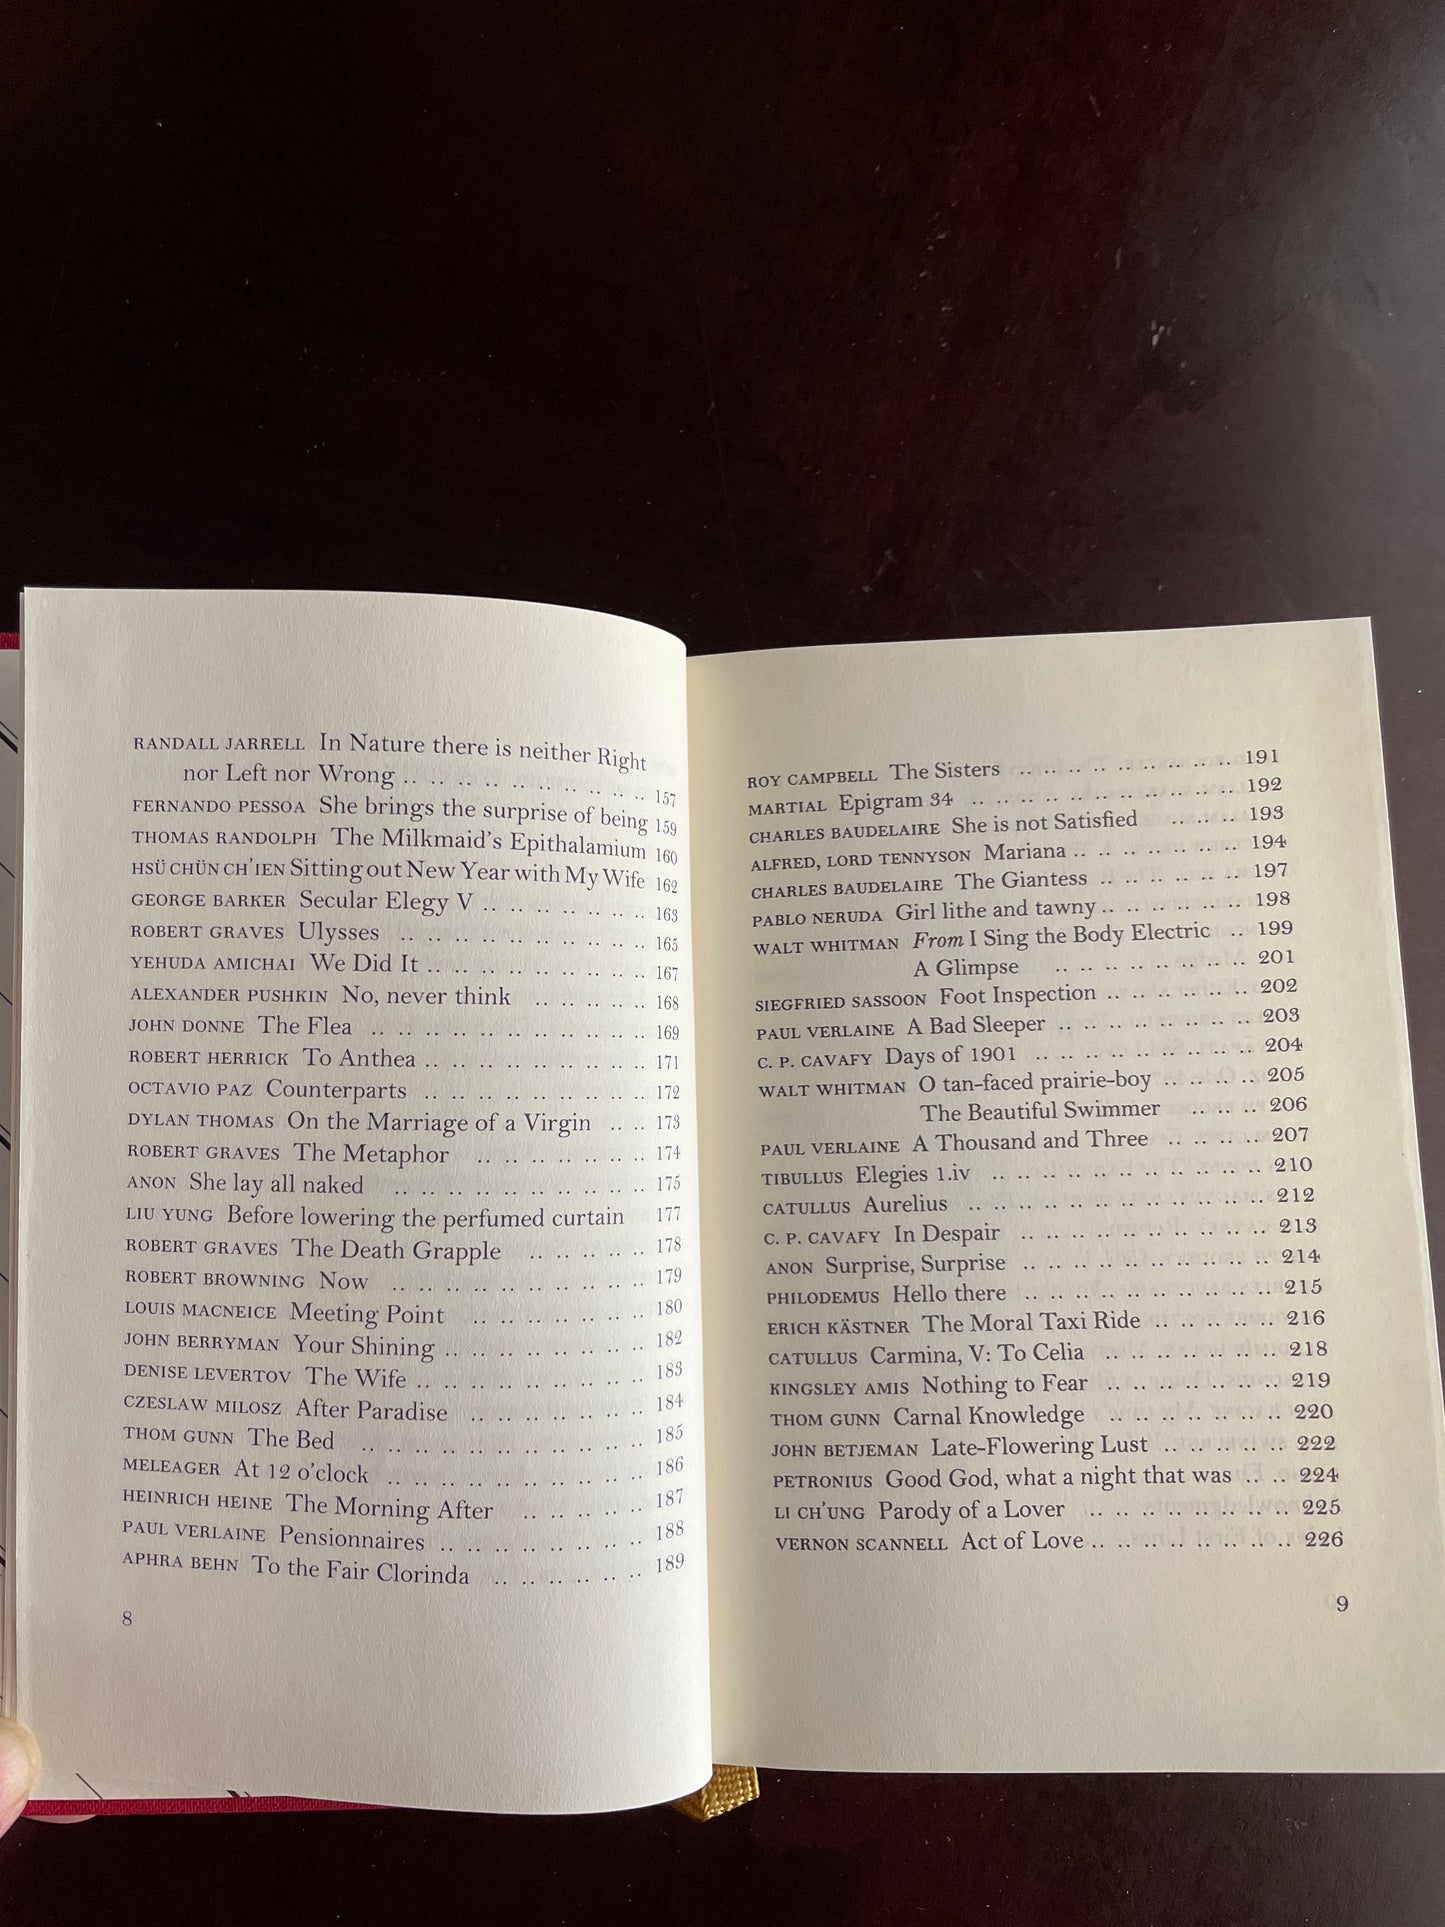 RANDALL JARRELL In Nature there is neither Right
nor Left nor Wrong .. .. .. .. .. .. .. .. .. 157
FERNANDO PESSOA She brings the surprise of being 159
THOMAS RANDOLPH The Milkmaid's Epithalamium 160
HSÜ CHÜN CH'IEN Sitting out New Year with My Wife 162
GEORGE BARKER Secular Elegy V .. .. .. .. .. .. .. 163
ROBERT GRAVES Ulysses .. .. .. .. .. .. .. .. .. .. 165
YEHUDA AMICHAI We Did It .. .. .. .. .. .. .. .. .. 167
ALEXANDER PUSHKIN No, never think .. .. .. .. .. 168
JOHN DONNE The Flea .. .. .. .. .. .. .. .. .. .. .. 169
ROBERT HERRICK To Anthea .. .. .. .. .. .. .. .. .. 171
OCTAVIO PAZ Counterparts .. .. .. .. .. .. .. .. .. 172
DYLAN THOMAS On the Marriage of a Virgin .. .. 173
ROBERT GRAVES The Metaphor .. .. .. .. .. .. .. 174
ANON She lay all naked .. .. .. .. .. .. .. .. .. .. 175
LIU YUNG Before lowering the perfumed curtain 177
ROBERT GRAVES The Death Grapple .. .. .. .. .. 178
ROBERT BROWNING Now .. .. .. .. .. .. .. .. .. .. 179
LOUIS MACNEICE Meeting Point .. .. .. .. .. .. .. 180
JOHN BERRYMAN Your Shining .. .. .. .. .. .. .. .. 182
DENISE LEVERTOV The Wife .. .. .. .. .. .. .. .. .. 183
CZESLAW MILOSZ After Paradise .. .. .. .. .. .. .. 184
THOM GUNN The Bed .. .. .. .. .. .. .. .. .. .. .. 185
MELEAGER At 12 o'clock .. .. .. .. .. .. .. .. .. .. 186
HEINRICH HEINE The Morning After .. .. .. .. .. 187
PAUL VERLAINE Pensionnaires .. .. .. .. .. .. .. .. 188
APHRA BEHN To the Fair Clorinda .. .. .. .. .. .. 189
8
ROY CAMPBELL The Sisters .. .. .. .. .. .. .. .. .. 191
MARTIAL Epigram 34 .. .. .. .. .. .. .. .. .. .. .. 192
CHARLES BAUDELAIRE She is not Satisfied .. .. .. 193
ALFRED, LORD TENNYSON Mariana .. .. .. .. .. .. .. 194
CHARLES BAUDELAIRE The Giantess .. .. .. .. .. .. 197
PABLO NERUDA Girl lithe and tawny .. .. .. .. .. .. 198
WALT WHITMAN From I Sing the Body Electric .. 199
A Glimpse .. .. .. .. .. .. .. .. 201
SIEGFRIED SASSOON Foot Inspection .. .. .. .. .. .. 202
PAUL VERLAINE A Bad Sleeper .. .. .. .. .. .. .. .. 203
C. P. CAVAFY Days of 1901 .. .. .. .. .. .. .. .. .. 204
WALT WHITMAN O tan-faced prairie-boy .. .. .. .. 205
The Beautiful Swimmer .. .. .. 206
PAUL VERLAINE A Thousand and Three .. .. .. .. 207
TIBULLUS Elegies 1.iv .. .. .. .. .. .. .. .. .. .. .. 210
CATULLUS Aurelius .. .. .. .. .. .. .. .. .. .. .. .. 212
C. P. CAVAFY In Despair .. .. .. .. .. .. .. .. .. .. 213
ANON Surprise, Surprise .. .. .. .. .. .. .. .. .. .. 214
PHILODEMUS Hello there .. .. .. .. .. .. .. .. .. .. 215
ERICH KÄSTNER The Moral Taxi Ride .. .. .. .. .. 216
CATULLUS Carmina, V: To Celia .. .. .. .. .. .. .. 218
KINGSLEY AMIS Nothing to Fear .. .. .. .. .. .. .. 219
THOM GUNN Carnal Knowledge .. .. .. .. .. .. .. 220
JOHN BETJEMAN Late-Flowering Lust .. .. .. .. .. 222
PETRONIUS Good God, what a night that was .. .. 224
LI CH'UNG Parody of a Lover .. .. .. .. .. .. .. .. 225
VERNON SCANNELL Act of Love .. .. .. .. .. .. .. .. 226
9